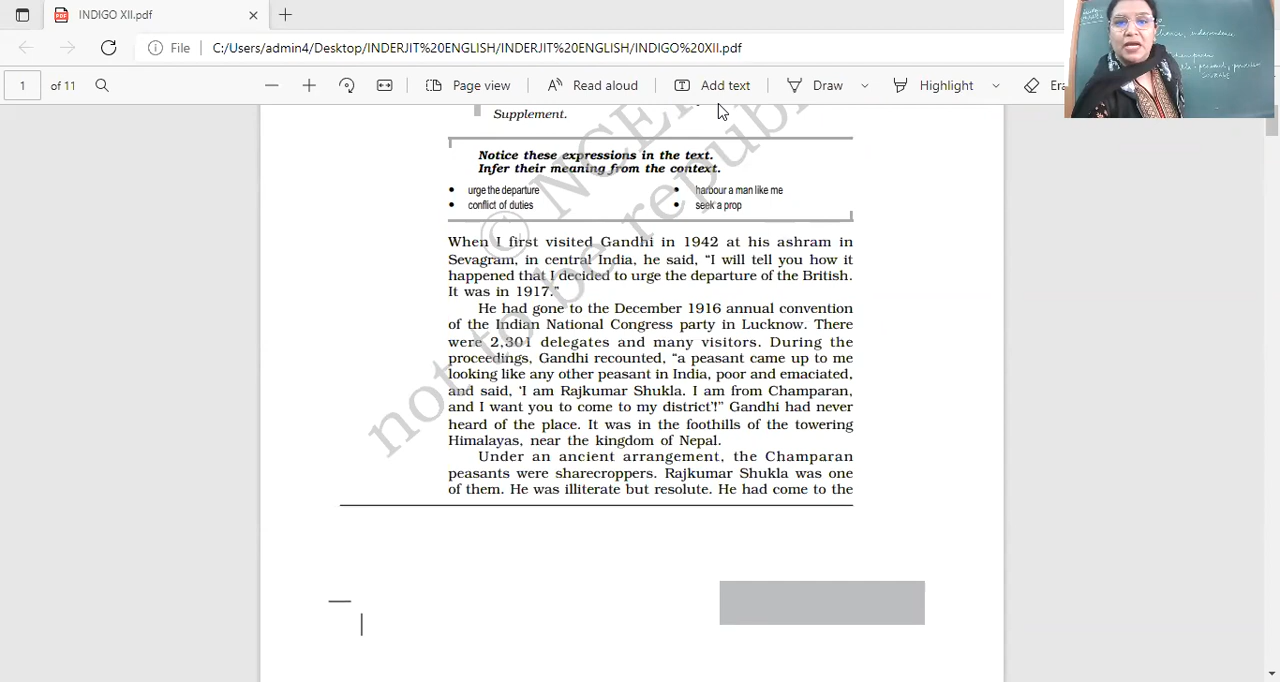 INDIGO XII.pdf
File
C:/Users/admin4/Desktop/INDERJIT%20ENGLISH/INDERJIT%20ENGLISH/INDIGO%20XII.pdf
1 of 11
Page view
Read aloud
Add text
Draw
Highlight
Era
independence
COURAGE
Supplement.
Notice these expressions in the text.
Infer their meaning from the context.
• urge the departure • harbour a man like me
• conflict of duties • seek a prop
When I first visited Gandhi in 1942 at his ashram in
Sevagram, in central India, he said, “I will tell you how it
happened that I decided to urge the departure of the British.
It was in 1917.”
He had gone to the December 1916 annual convention
of the Indian National Congress party in Lucknow. There
were 2,301 delegates and many visitors. During the
proceedings, Gandhi recounted, “a peasant came up to me
looking like any other peasant in India, poor and emaciated,
and said, ‘I am Rajkumar Shukla. I am from Champaran,
and I want you to come to my district’!” Gandhi had never
heard of the place. It was in the foothills of the towering
Himalayas, near the kingdom of Nepal.
Under an ancient arrangement, the Champaran
peasants were sharecroppers. Rajkumar Shukla was one
of them. He was illiterate but resolute. He had come to the
© NCE
not to be republ